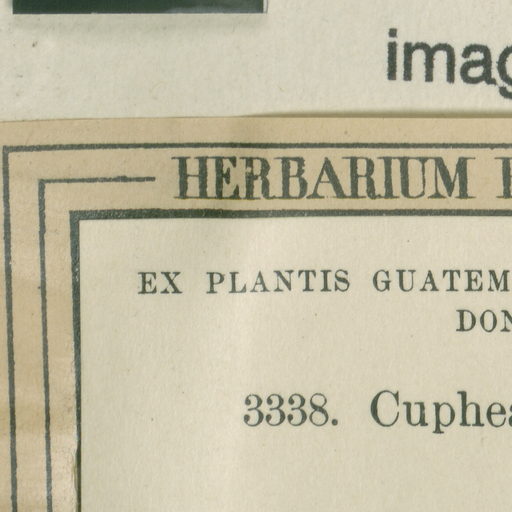 imag
HERBARIUM
EX PLANTIS GUATEM
DON
3338. Cuphea